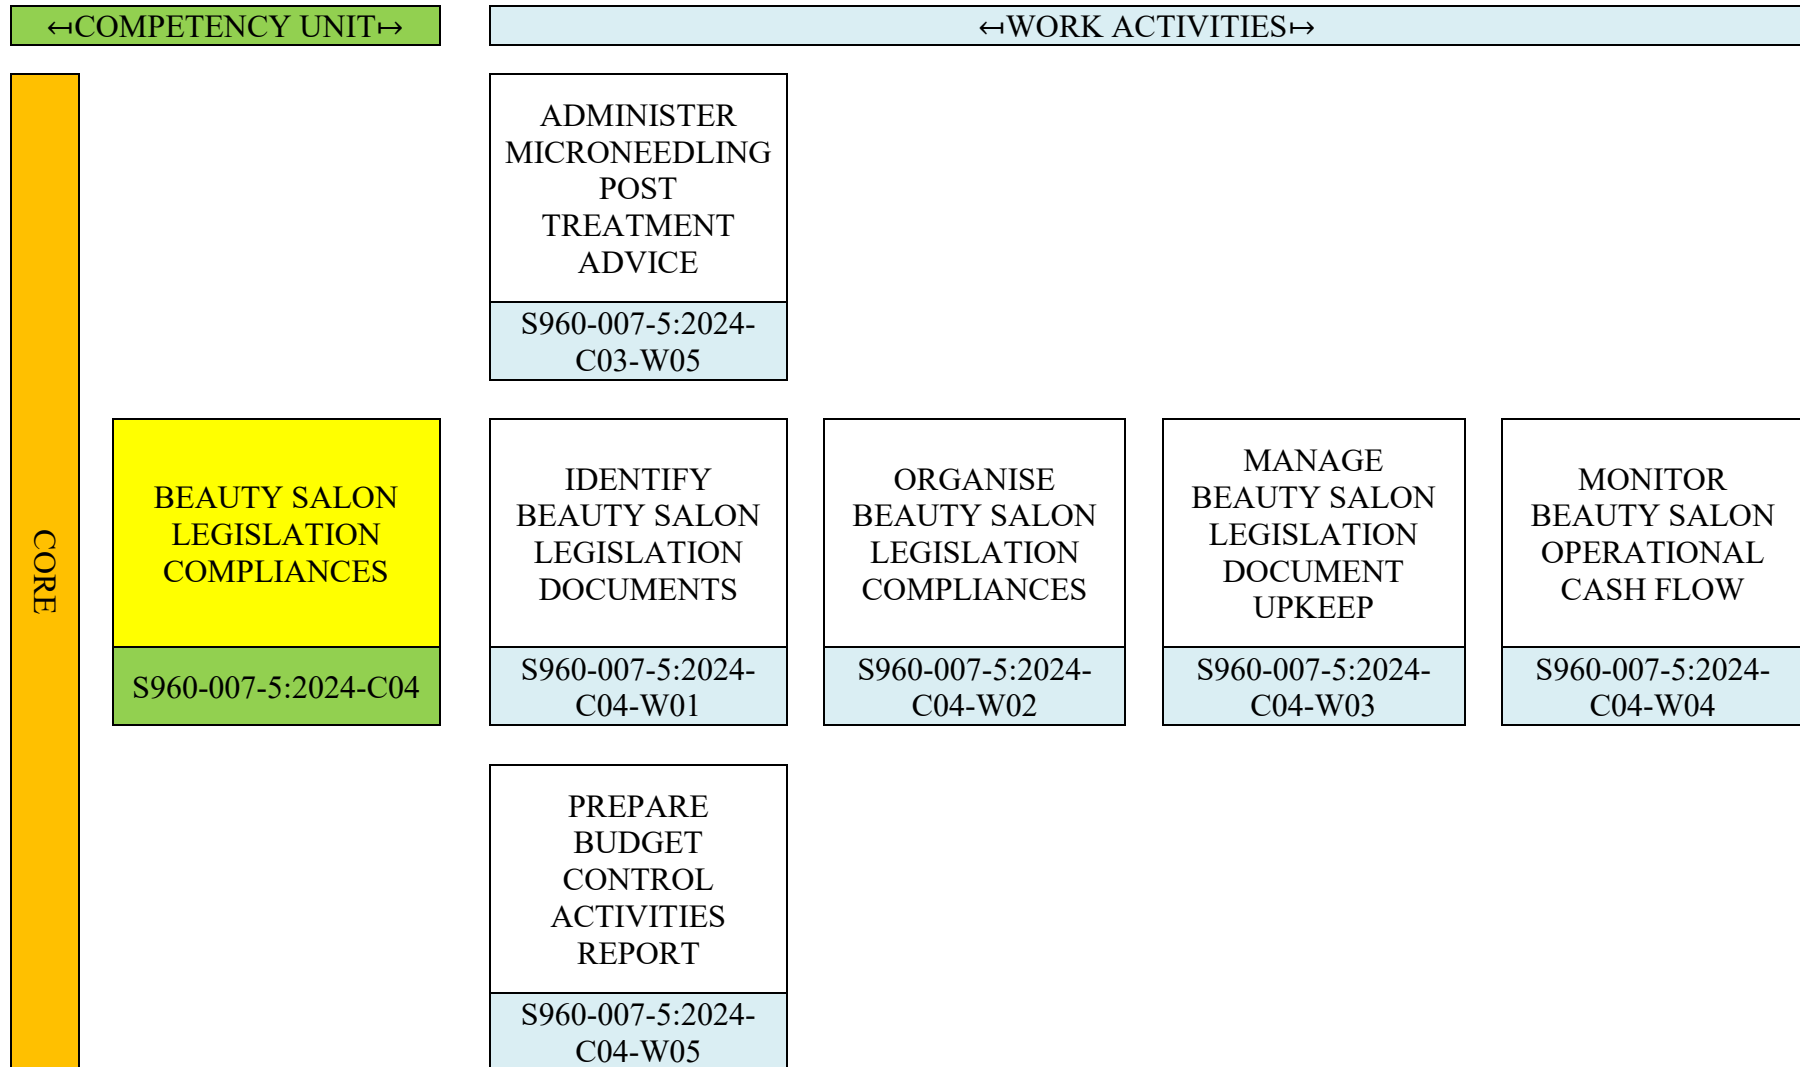 ↤COMPETENCY UNIT↦
↤WORK ACTIVITIES↦
CORE
ADMINISTER
MICRONEEDLING
POST
TREATMENT
ADVICE
S960-007-5:2024-
C03-W05
BEAUTY SALON
LEGISLATION
COMPLIANCES
S960-007-5:2024-C04
IDENTIFY
BEAUTY SALON
LEGISLATION
DOCUMENTS
S960-007-5:2024-
C04-W01
ORGANISE
BEAUTY SALON
LEGISLATION
COMPLIANCES
S960-007-5:2024-
C04-W02
MANAGE
BEAUTY SALON
LEGISLATION
DOCUMENT
UPKEEP
S960-007-5:2024-
C04-W03
MONITOR
BEAUTY SALON
OPERATIONAL
CASH FLOW
S960-007-5:2024-
C04-W04
PREPARE
BUDGET
CONTROL
ACTIVITIES
REPORT
S960-007-5:2024-
C04-W05